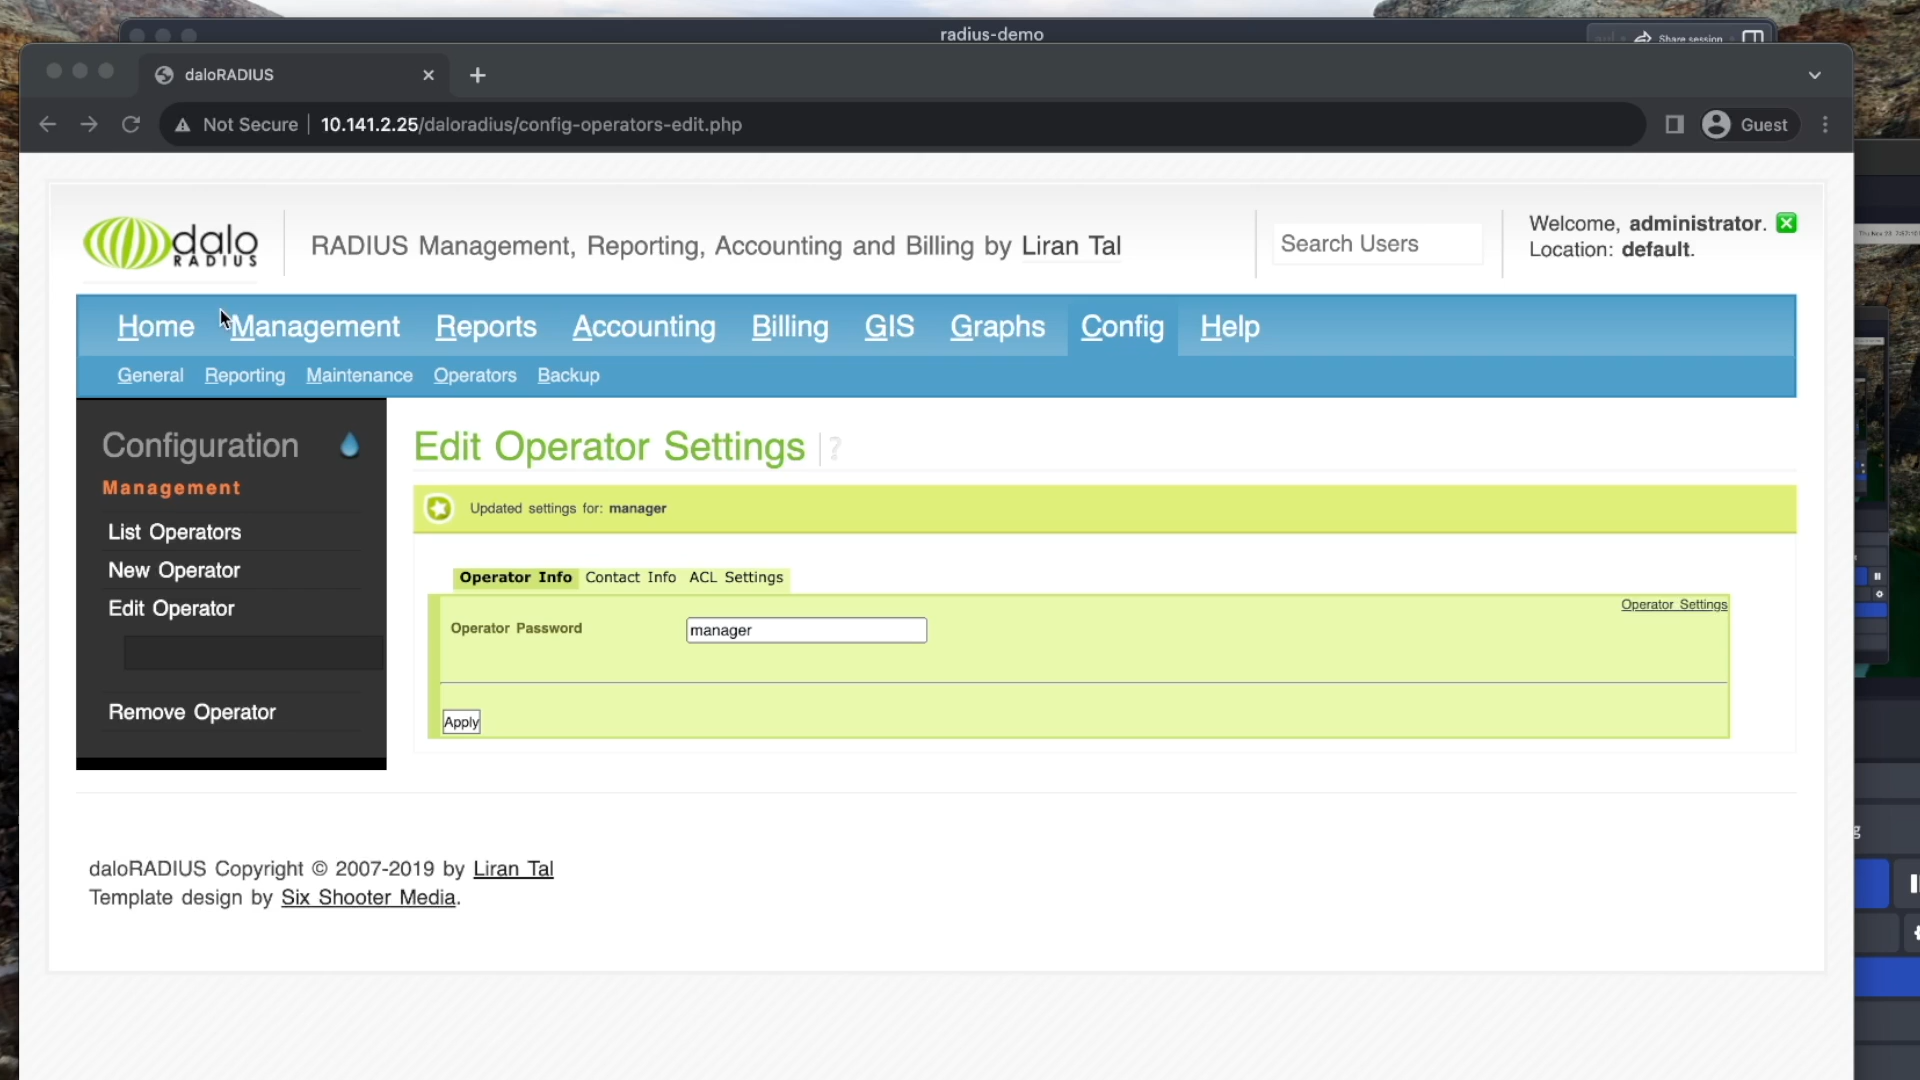 radius-demo
Share session
daloRADIUS
Not Secure 10.141.2.25/daloradius/config-operators-edit.php
Guest
dalo
RADIUS
RADIUS Management, Reporting, Accounting and Billing by Liran Tal
Search Users
Welcome, administrator.
Location: default.
Home Management Reports Accounting Billing GIS Graphs Config Help
General Reporting Maintenance Operators Backup
Configuration
Management
List Operators
New Operator
Edit Operator
Remove Operator
Edit Operator Settings ?
Updated settings for: manager
Operator Info Contact Info ACL Settings
Operator Settings
Operator Password manager
Apply
daloRADIUS Copyright © 2007-2019 by Liran Tal
Template design by Six Shooter Media.